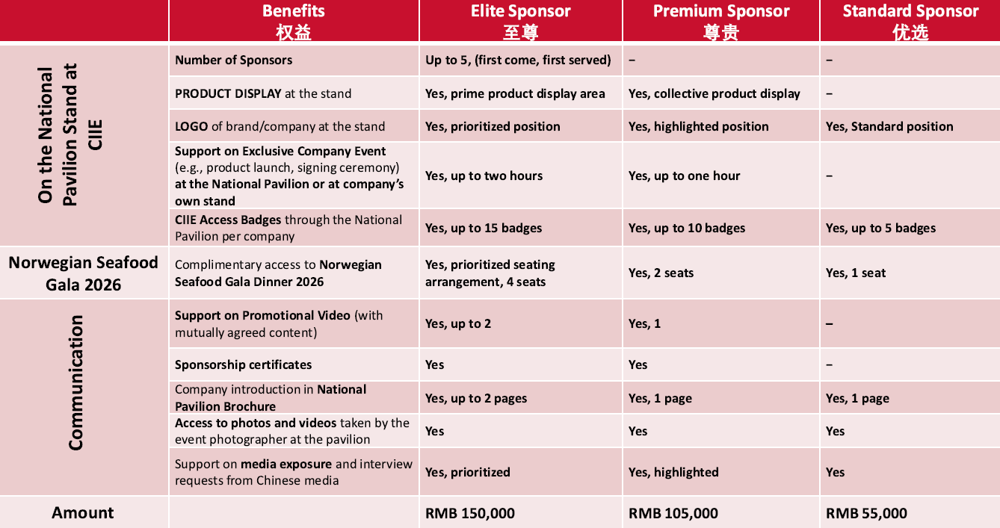 Benefits
权益
Elite Sponsor
至尊
Premium Sponsor
尊贵
Standard Sponsor
优选
On the National
Pavilion Stand at
CIIE
Number of Sponsors
Up to 5, (first come, first served)
–
–
PRODUCT DISPLAY at the stand
Yes, prime product display area
Yes, collective product display
–
LOGO of brand/company at the stand
Yes, prioritized position
Yes, highlighted position
Yes, Standard position
Support on Exclusive Company Event
(e.g., product launch, signing ceremony)
at the National Pavilion or at company’s
own stand
Yes, up to two hours
Yes, up to one hour
–
CIIE Access Badges through the National
Pavilion per company
Yes, up to 15 badges
Yes, up to 10 badges
Yes, up to 5 badges
Norwegian Seafood
Gala 2026
Complimentary access to Norwegian
Seafood Gala Dinner 2026
Yes, prioritized seating
arrangement, 4 seats
Yes, 2 seats
Yes, 1 seat
Communication
Support on Promotional Video (with
mutually agreed content)
Yes, up to 2
Yes, 1
–
Sponsorship certificates
Yes
Yes
–
Company introduction in National
Pavilion Brochure
Yes, up to 2 pages
Yes, 1 page
Yes, 1 page
Access to photos and videos taken by the
event photographer at the pavilion
Yes
Yes
Yes
Support on media exposure and interview
requests from Chinese media
Yes, prioritized
Yes, highlighted
Yes
Amount
RMB 150,000
RMB 105,000
RMB 55,000